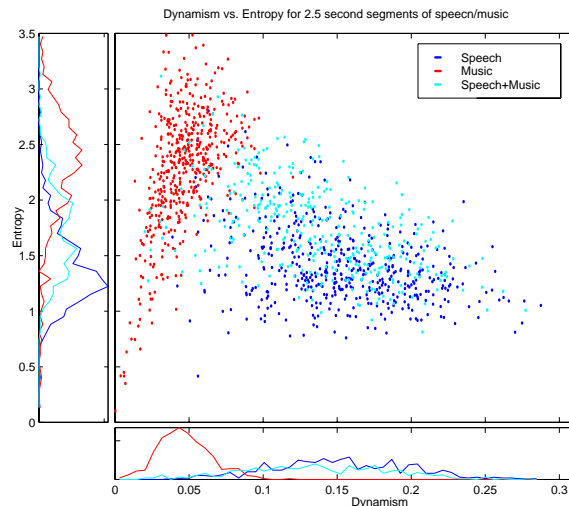 Dynamism vs. Entropy for 2.5 second segments of speecn/music
3.5
3
2.5
2
1.5
1
0.5
0
Entropy
Speech
Music
Speech+Music
0
0.05
0.1
0.15
0.2
0.25
0.3
Dynamism